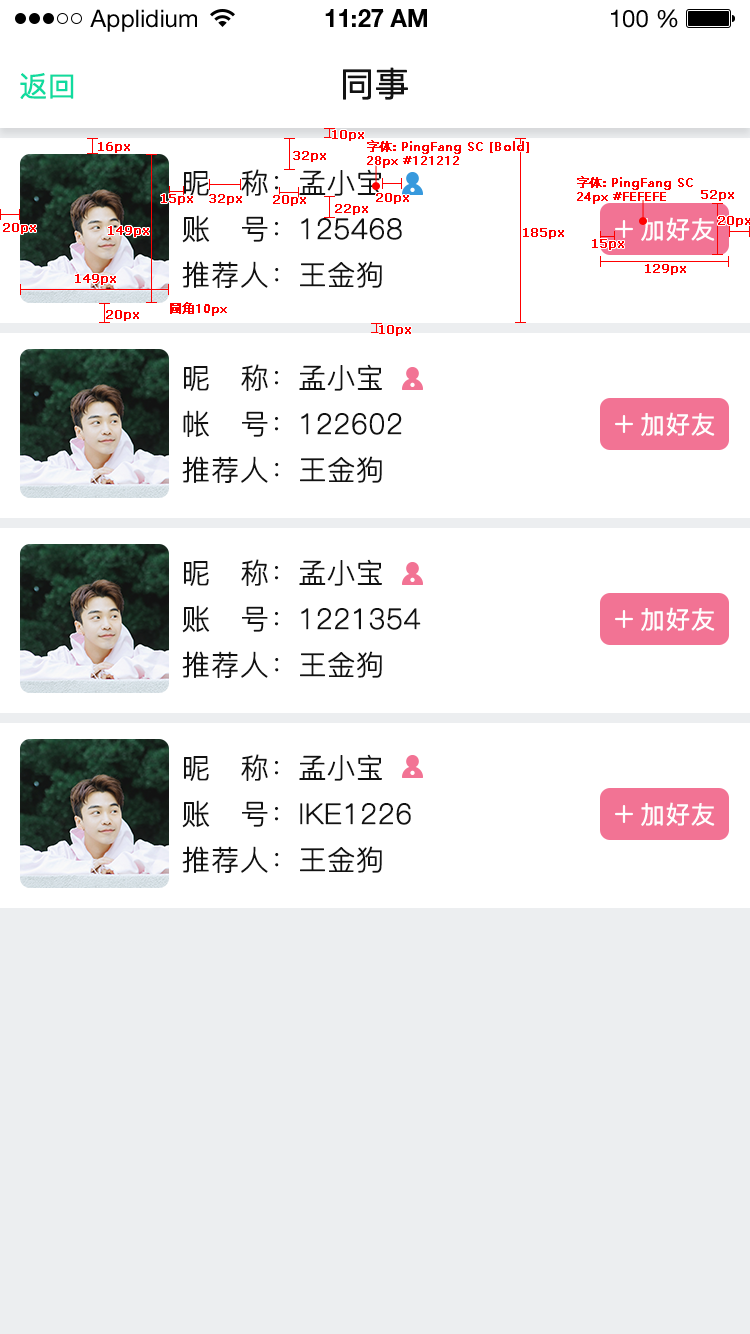 Applidium 11:27 AM 100 %
返回 同事
10px
16px
字体: PingFang SC [Bold]
28px #121212
32px
字体: PingFang SC
24px #FEFEFE
52px
昵 称：孟小宝
15px 32px 20px 20px
22px
20px 149px 185px 20px
账 号：125468
+ 加好友
15px
129px
推荐人：王金狗
149px
20px 圆角10px
10px
昵 称：孟小宝
帐 号：122602
+ 加好友
推荐人：王金狗
昵 称：孟小宝
账 号：1221354
+ 加好友
推荐人：王金狗
昵 称：孟小宝
账 号：IKE1226
+ 加好友
推荐人：王金狗